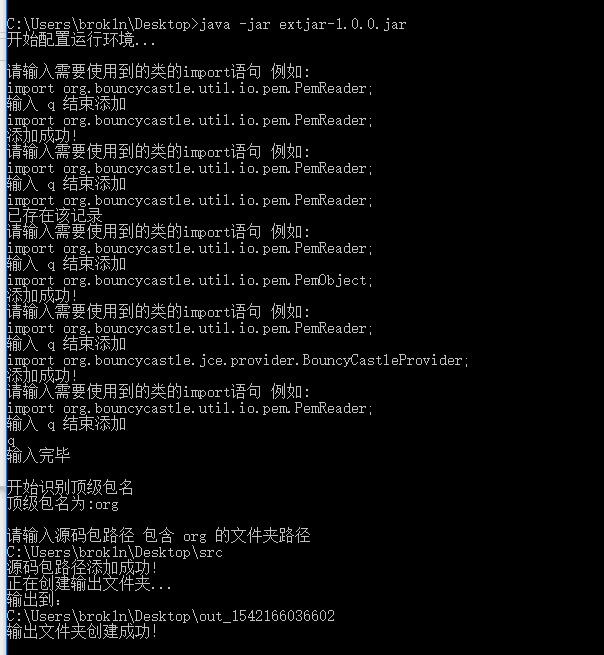 C:\Users\brokln\Desktop>java -jar extjar-1.0.0.jar
开始配置运行环境...
请输入需要使用到的类的import语句 例如:
import org.bouncycastle.util.io.pem.PemReader;
输入 q 结束添加
import org.bouncycastle.util.io.pem.PemReader;
添加成功!
请输入需要使用到的类的import语句 例如:
import org.bouncycastle.util.io.pem.PemReader;
输入 q 结束添加
import org.bouncycastle.util.io.pem.PemReader;
已存在该记录
请输入需要使用到的类的import语句 例如:
import org.bouncycastle.util.io.pem.PemReader;
输入 q 结束添加
import org.bouncycastle.util.io.pem.PemObject;
添加成功!
请输入需要使用到的类的import语句 例如:
import org.bouncycastle.util.io.pem.PemReader;
输入 q 结束添加
import org.bouncycastle.jce.provider.BouncyCastleProvider;
添加成功!
请输入需要使用到的类的import语句 例如:
import org.bouncycastle.util.io.pem.PemReader;
输入 q 结束添加
q
输入完毕
开始识别顶级包名
顶级包名为:org
请输入源码包路径 包含 org 的文件夹路径
C:\Users\brokln\Desktop\src
源码包路径添加成功!
正在创建输出文件夹...
输出到:
C:\Users\brokln\Desktop\out_1542166036602
输出文件夹创建成功!